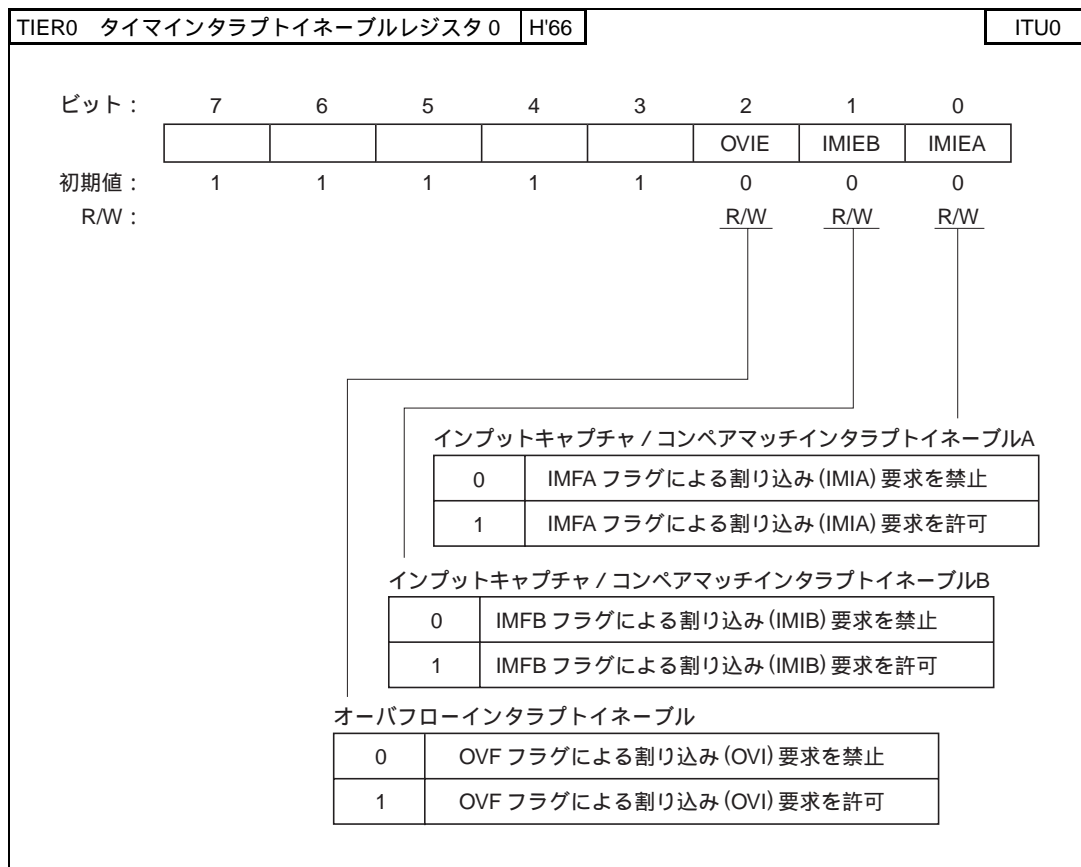 TIER0 タイマインタラプトイネーブルレジスタ 0 H'66 ITU0
ビット： 7 6 5 4 3 2 1 0
OVIE IMIEB IMIEA
初期値： 1 1 1 1 1 0 0 0
R/W： R/W R/W R/W
インプットキャプチャ / コンペアマッチインタラプトイネーブルA
0 IMFA フラグによる割り込み (IMIA) 要求を禁止
1 IMFA フラグによる割り込み (IMIA) 要求を許可
インプットキャプチャ / コンペアマッチインタラプトイネーブルB
0 IMFB フラグによる割り込み (IMIB) 要求を禁止
1 IMFB フラグによる割り込み (IMIB) 要求を許可
オーバフローインタラプトイネーブル
0 OVF フラグによる割り込み (OVI) 要求を禁止
1 OVF フラグによる割り込み (OVI) 要求を許可